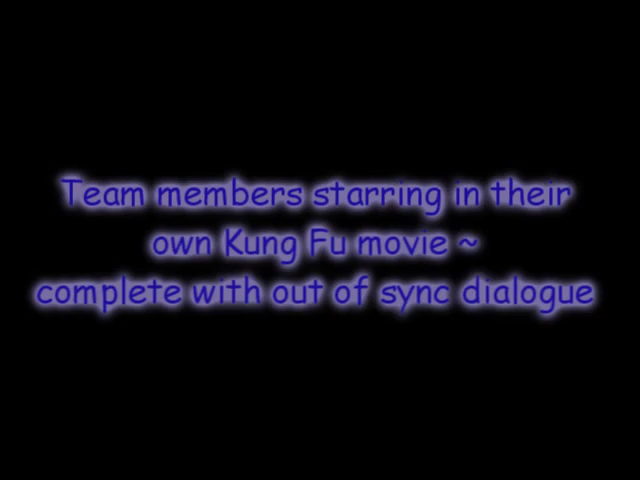 Team members starring in their
own Kung Fu movie ~
complete with out of sync dialogue